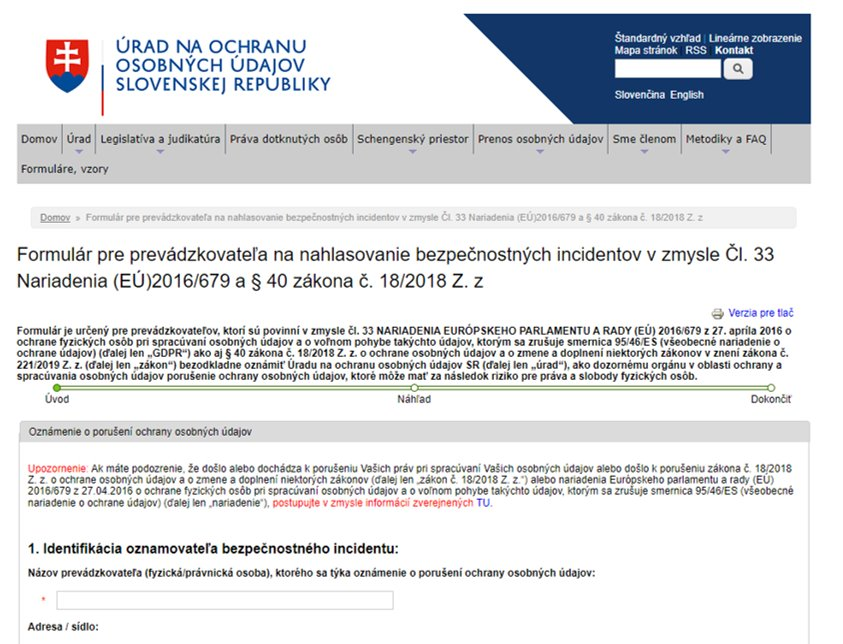 ÚRAD NA OCHRANU
OSOBNÝCH ÚDAJOV
SLOVENSKEJ REPUBLIKY
Štandardný vzhľad | Lineárne zobrazenie
Mapa stránok RSS Kontakt
Slovenčina English
Domov Úrad Legislatíva a judikatúra Práva dotknutých osôb Schengenský priestor Prenos osobných údajov Sme členom Metodiky a FAQ
Formuláre, vzory
Domov » Formulár pre prevádzkovateľa na nahlasovanie bezpečnostných incidentov v zmysle Čl. 33 Nariadenia (EÚ)2016/679 a § 40 zákona č. 18/2018 Z. z
Formulár pre prevádzkovateľa na nahlasovanie bezpečnostných incidentov v zmysle Čl. 33
Nariadenia (EÚ)2016/679 a § 40 zákona č. 18/2018 Z. z
Verzia pre tlač
Formulár je určený pre prevádzkovateľov, ktorí sú povinní v zmysle čl. 33 NARIADENIA EURÓPSKEHO PARLAMENTU A RADY (EÚ) 2016/679 z 27. apríla 2016 o
ochrane fyzických osôb pri spracúvaní osobných údajov a o voľnom pohybe takýchto údajov, ktorým sa zrušuje smernica 95/46/ES (všeobecné nariadenie o
ochrane údajov) (ďalej len „GDPR“) ako aj § 40 zákona č. 18/2018 Z. z. o ochrane osobných údajov a o zmene a doplnení niektorých zákonov v znení zákona č.
221/2019 Z. z. (ďalej len „zákon“) bezodkladne oznámiť Úradu na ochranu osobných údajov SR (ďalej len „úrad“), ako dozornému orgánu v oblasti ochrany a
spracúvania osobných údajov porušenie ochrany osobných údajov, ktoré môže mať za následok riziko pre práva a slobody fyzických osôb.
Úvod Náhľad Dokončiť
Oznámenie o porušení ochrany osobných údajov
Upozornenie: Ak máte podozrenie, že došlo alebo dochádza k porušeniu Vašich práv pri spracúvaní Vašich osobných údajov alebo došlo k porušeniu zákona č. 18/2018
Z. z. o ochrane osobných údajov a o zmene a doplnení niektorých zákonov (ďalej len „zákon č. 18/2018 Z. z.“) alebo nariadenia Európskeho parlamentu a rady (EÚ)
2016/679 z 27.04.2016 o ochrane fyzických osôb pri spracúvaní osobných údajov a o voľnom pohybe takýchto údajov, ktorým sa zrušuje smernica 95/46/ES (všeobecné
nariadenie o ochrane údajov) (ďalej len „nariadenie“), postupujte v zmysle informácií zverejnených TU.
1. Identifikácia oznamovateľa bezpečnostného incidentu:
Názov prevádzkovateľa (fyzická/právnická osoba), ktorého sa týka oznámenie o porušení ochrany osobných údajov:
*
Adresa / sídlo: